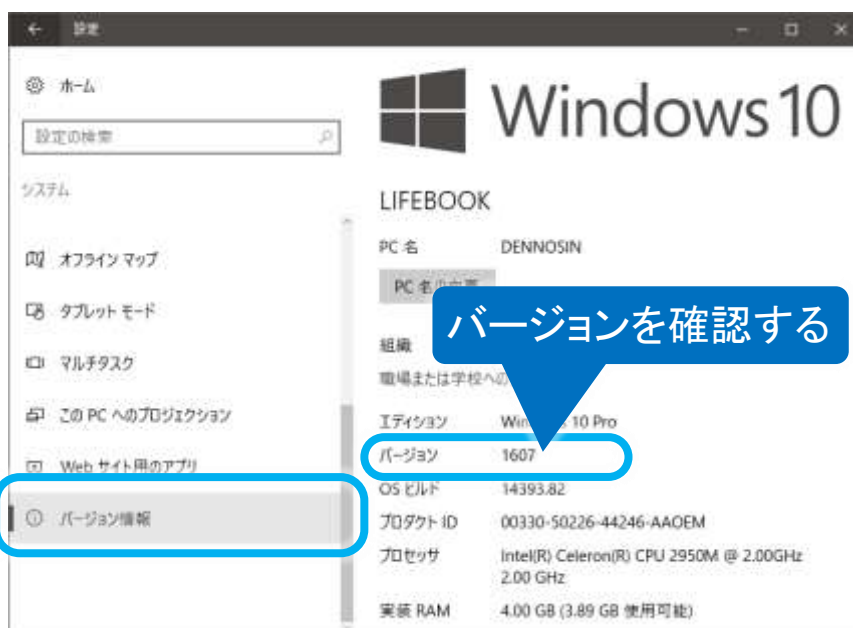 設定
ホーム
設定の検索
システム
オフライン マップ
タブレット モード
マルチタスク
この PC へのプロジェクション
Web サイト用のアプリ
バージョン情報
Windows 10
LIFEBOOK
PC 名 DENNOSIN
PC 名の変更
バージョンを確認する
組織
職場または学校への
エディション Windows 10 Pro
バージョン 1607
OS ビルド 14393.82
プロダクト ID 00330-50226-44246-AAOEM
プロセッサ Intel(R) Celeron(R) CPU 2950M @ 2.00GHz
2.00 GHz
実装 RAM 4.00 GB (3.89 GB 使用可能)